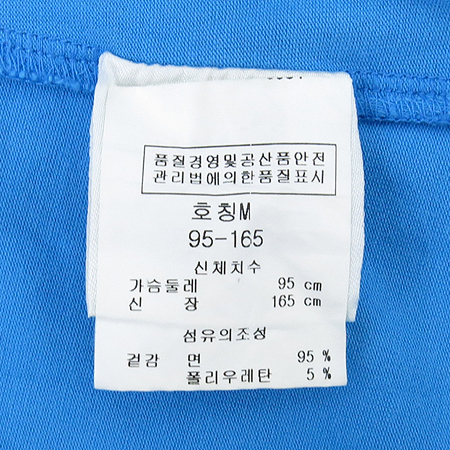 품질경영및공산품안전
관리법에의한품질표시
호칭M
95-165
신체치수
가슴둘레 95 cm
신 장 165 cm
섬유의조성
겉감 면 95 %
폴리우레탄 5 %